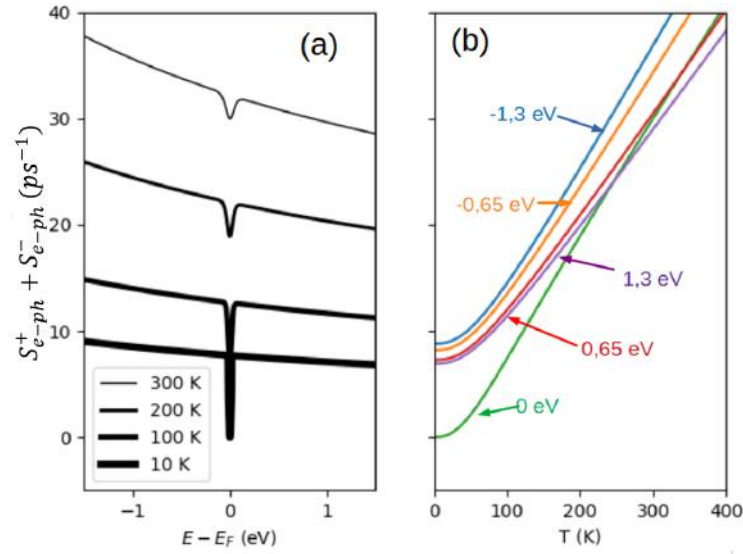 S⁺e−ph + S⁻e−ph (ps⁻¹)
40
30
20
10
0
(a)
300 K
200 K
100 K
10 K
−1
0
1
E − EF (eV)
(b)
-1,3 eV
-0,65 eV
1,3 eV
0,65 eV
0 eV
0
100
200
300
400
T (K)